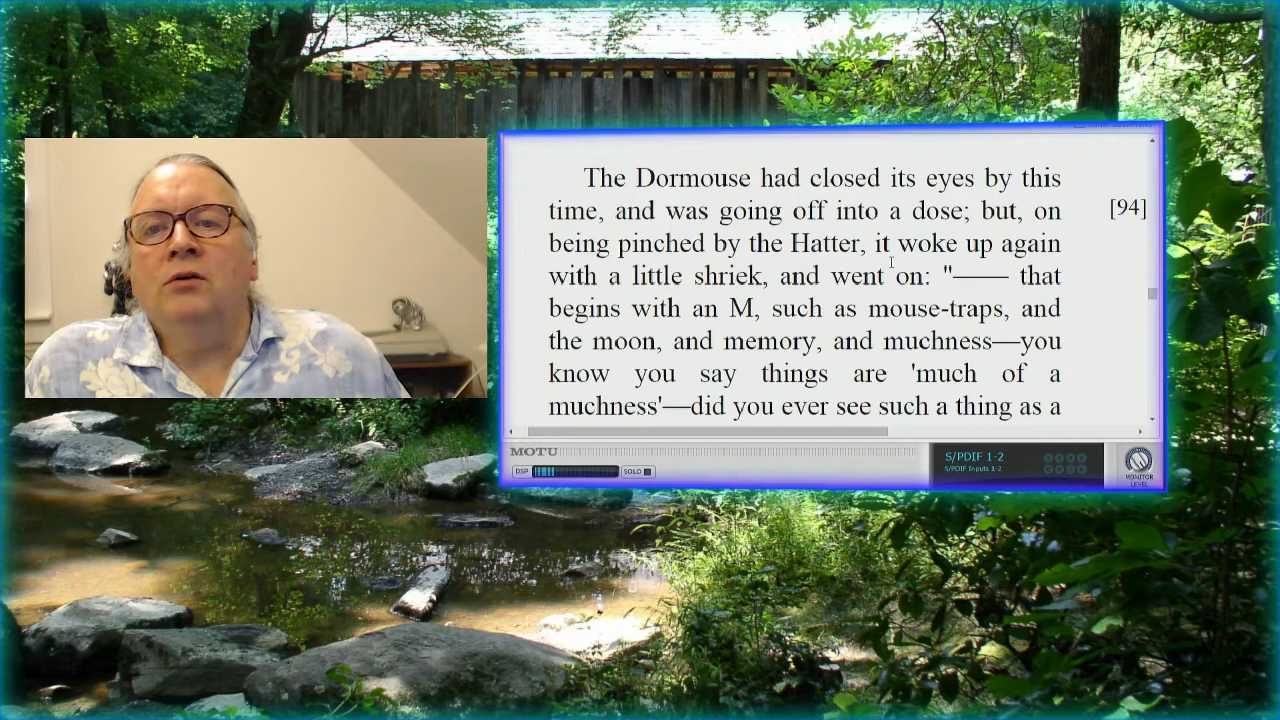 The Dormouse had closed its eyes by this
time, and was going off into a dose; but, on
[94]
being pinched by the Hatter, it woke up again
with a little shriek, and went on: "—— that
begins with an M, such as mouse-traps, and
the moon, and memory, and muchness—you
know you say things are 'much of a
muchness'—did you ever see such a thing as a
MOTU
DSP
SOLO
S/PDIF 1-2
S/PDIF Inputs 1-2
MONITOR
LEVEL